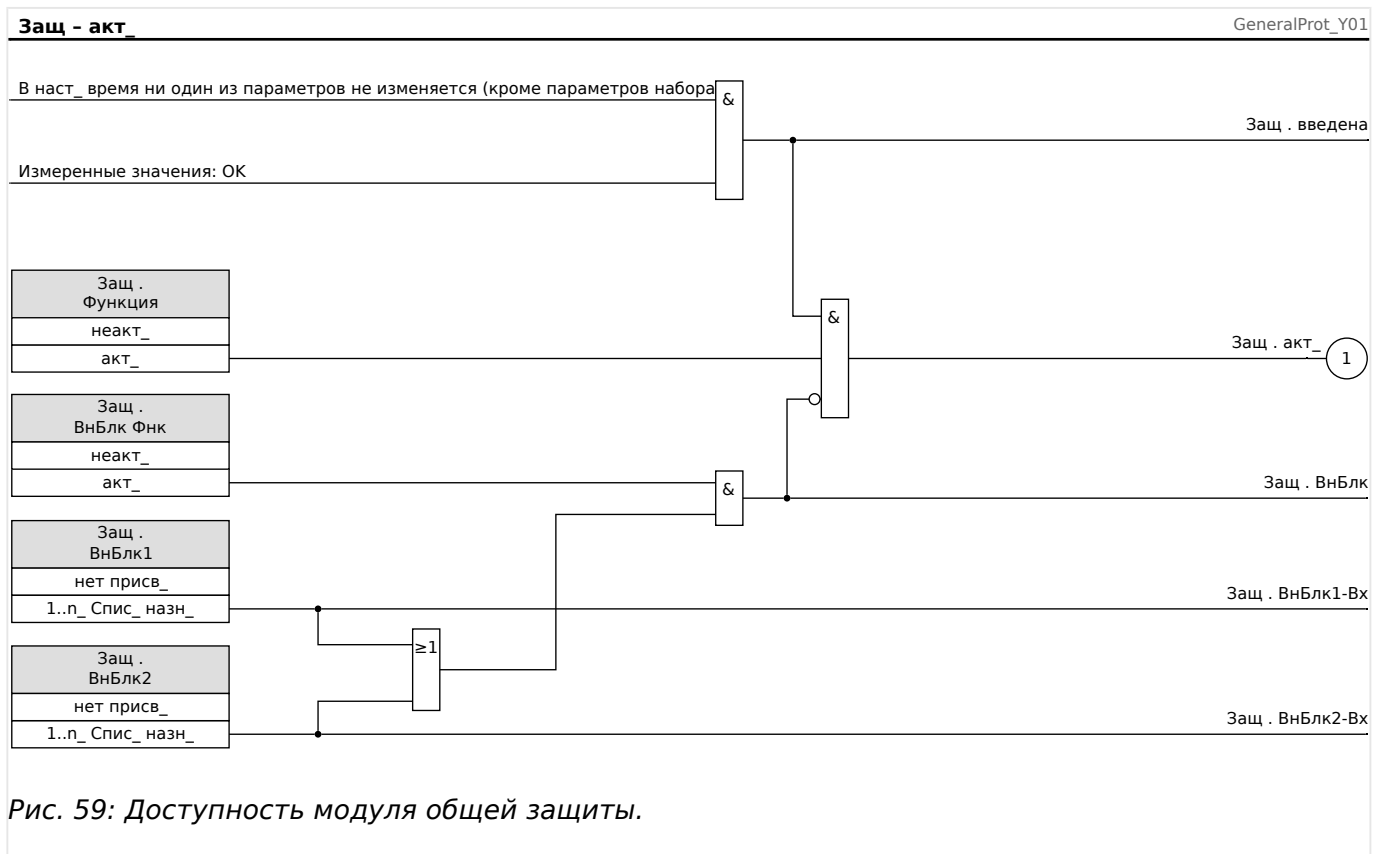 Защ – акт_
GeneralProt_Y01
В наст_ время ни один из параметров не изменяется (кроме параметров набора
&
Защ . введена
Измеренные значения: OK
Защ .
Функция
неакт_
акт_
&
Защ . акт_
1
Защ .
ВнБлк Фнк
неакт_
акт_
&
Защ . ВнБлк
Защ .
ВнБлк1
нет присв_
1..n_ Спис_ назн_
Защ . ВнБлк1-Вх
≥1
Защ .
ВнБлк2
нет присв_
1..n_ Спис_ назн_
Защ . ВнБлк2-Вх
Рис. 59: Доступность модуля общей защиты.